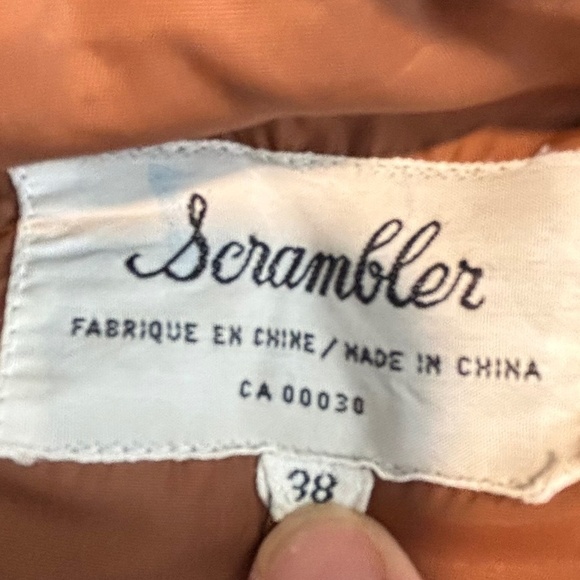 Scrambler
FABRIQUE EN CHINE / MADE IN CHINA
CA 00030
38